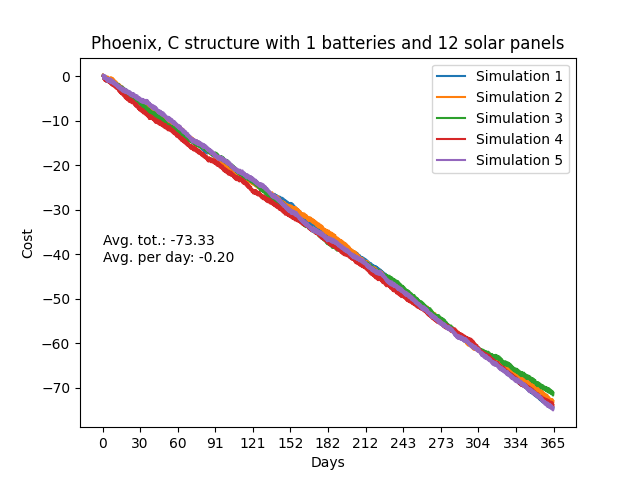 Phoenix, C structure with 1 batteries and 12 solar panels
Simulation 1
Simulation 2
Simulation 3
Simulation 4
Simulation 5
0
−10
−20
−30
−40
−50
−60
−70
Cost
Avg. tot.: -73.33
Avg. per day: -0.20
0 30 60 91 121 152 182 212 243 273 304 334 365
Days